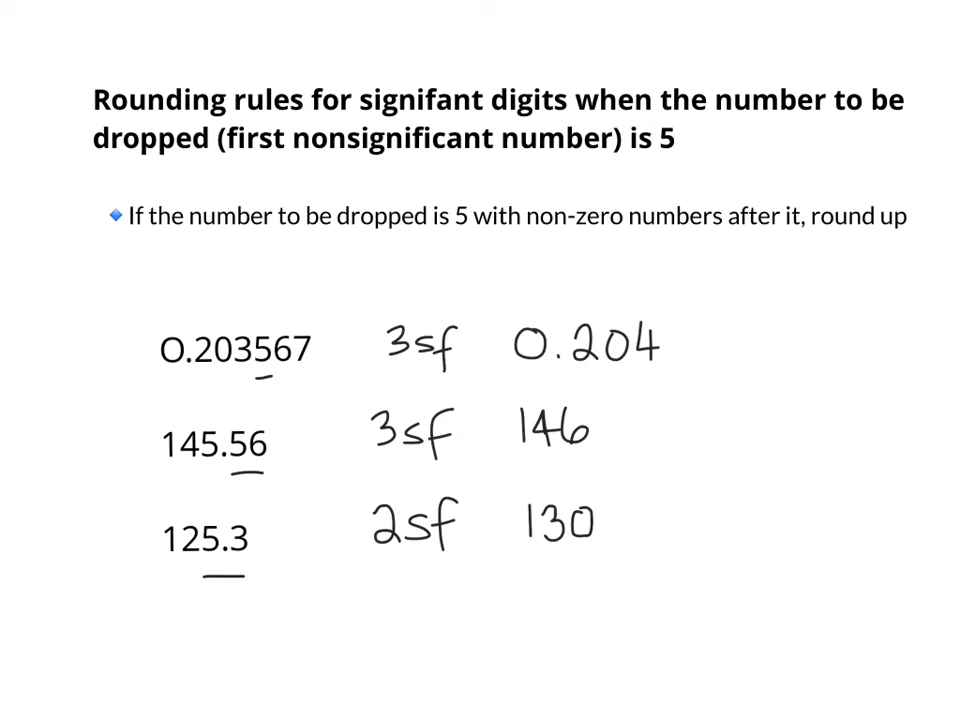 Rounding rules for signifant digits when the number to be
dropped (first nonsignificant number) is 5
🔹If the number to be dropped is 5 with non-zero numbers after it, round up
0.203567 3sf 0.204
145.56 3sf 146
125.3 2sf 130